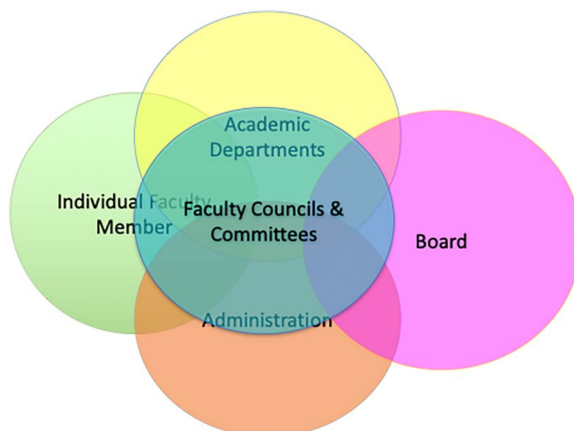 Academic
Departments
Individual Faculty
Member
Faculty Councils &
Committees
Board
Administration